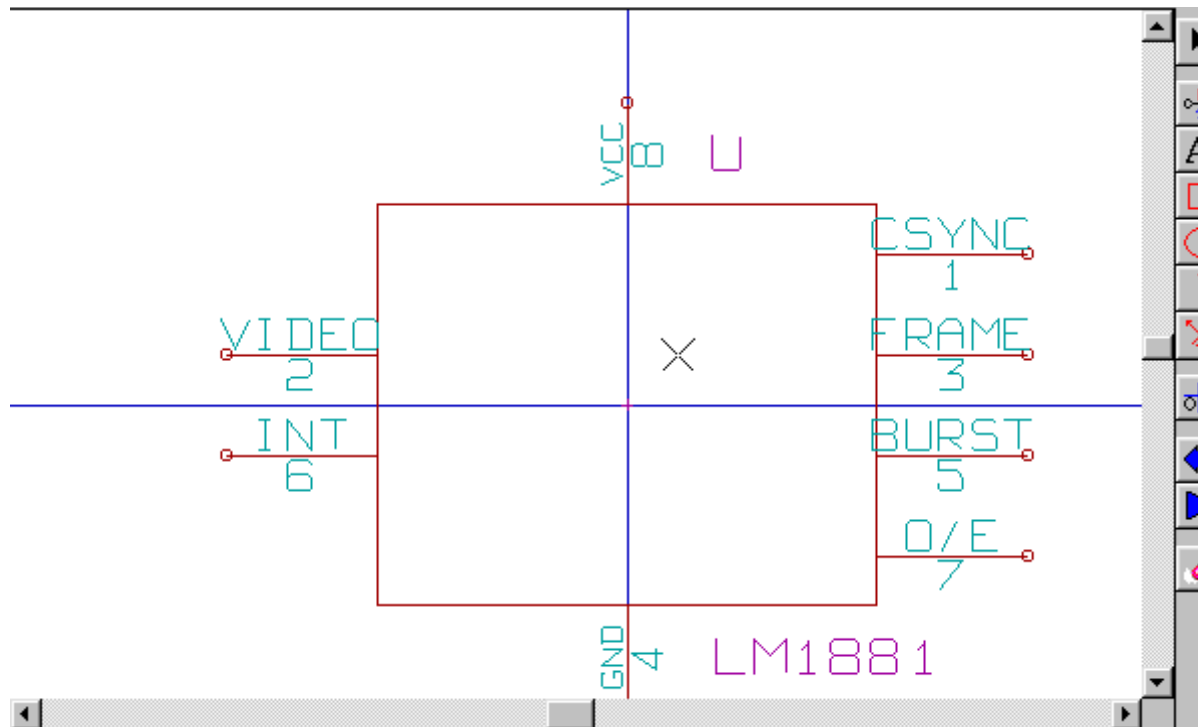 VCC
8
U
CSYNC
1
VIDEO
2
FRAME
3
INT
6
BURST
5
O/E
7
GND
4
LM1881
A